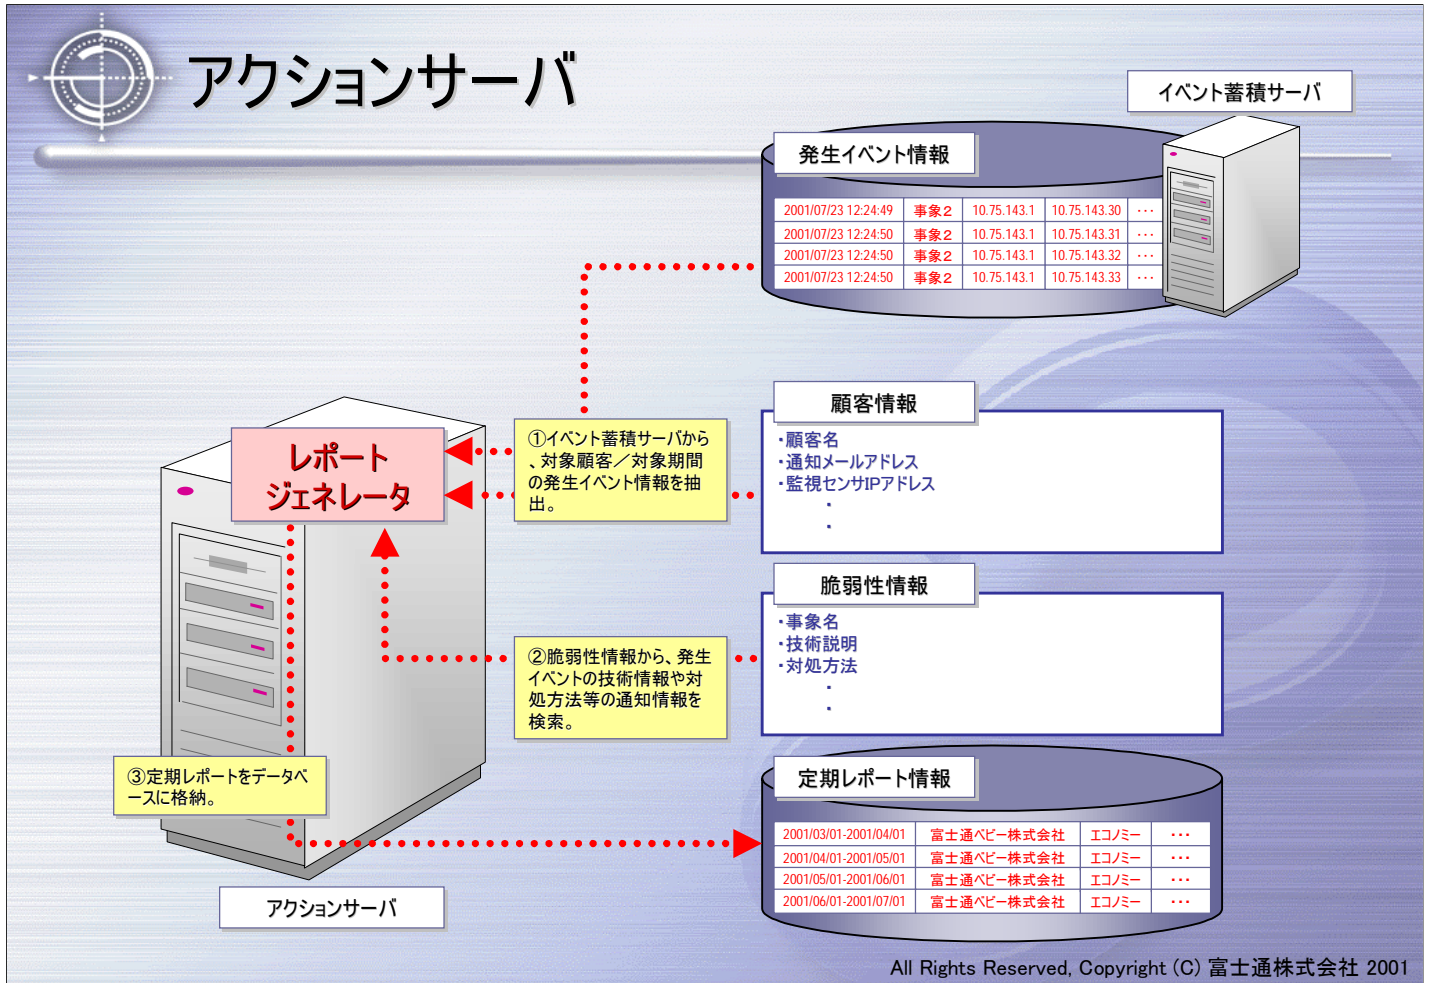 アクションサーバ
イベント蓄積サーバ
発生イベント情報
2001/07/23 12:24:49 事象２ 10.75.143.1 10.75.143.30 ・・・
2001/07/23 12:24:50 事象２ 10.75.143.1 10.75.143.31 ・・・
2001/07/23 12:24:50 事象２ 10.75.143.1 10.75.143.32 ・・・
2001/07/23 12:24:50 事象２ 10.75.143.1 10.75.143.33 ・・・
レポート
ジェネレータ
①イベント蓄積サーバから
、対象顧客／対象期間
の発生イベント情報を抽
出。
顧客情報
・顧客名
・通知メールアドレス
・監視センサIPアドレス
・
・
②脆弱性情報から、発生
イベントの技術情報や対
処方法等の通知情報を
検索。
脆弱性情報
・事象名
・技術説明
・対処方法
・
・
③定期レポートをデータベ
ースに格納。
定期レポート情報
2001/03/01-2001/04/01 富士通ベビー株式会社 エコノミー ・・・
2001/04/01-2001/05/01 富士通ベビー株式会社 エコノミー ・・・
2001/05/01-2001/06/01 富士通ベビー株式会社 エコノミー ・・・
2001/06/01-2001/07/01 富士通ベビー株式会社 エコノミー ・・・
アクションサーバ
All Rights Reserved, Copyright (C) 富士通株式会社 2001